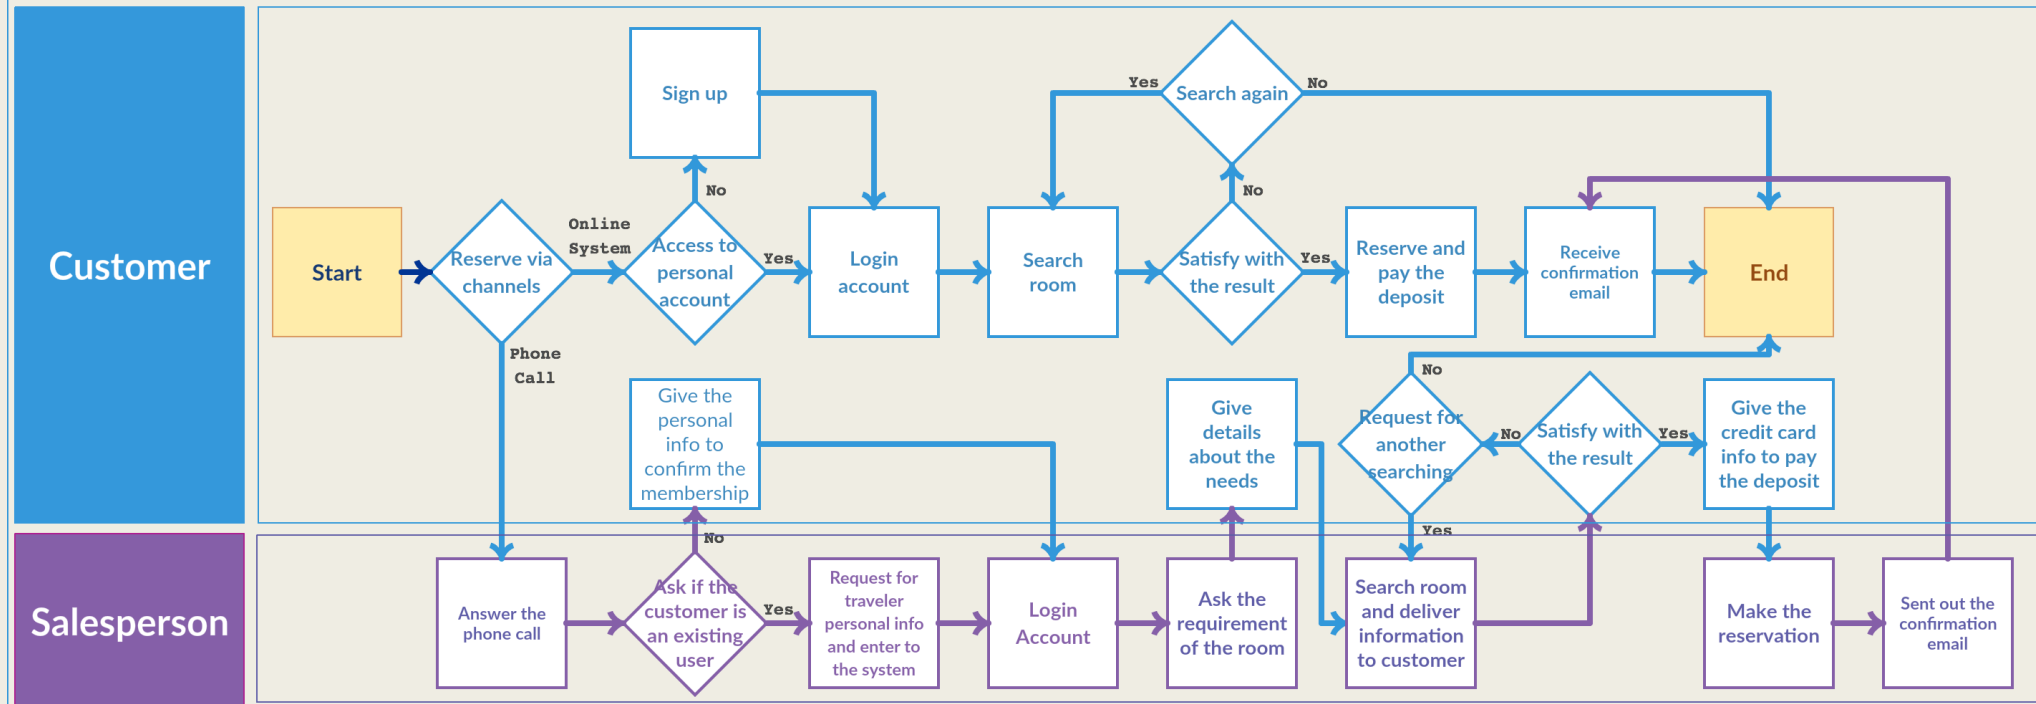 Customer
Start
Reserve via
channels
Online
System
Phone
Call
Sign up
No
Access to
personal
account
Yes
Login
account
Search
room
Yes
Search again
No
No
Satisfy with
the result
Yes
Reserve and
pay the
deposit
Receive
confirmation
email
End
Give the
personal
info to
confirm the
membership
Give
details
about the
needs
No
Request for
another
searching
Yes
No
Satisfy with
the result
Yes
Give the
credit card
info to pay
the deposit
Salesperson
Answer the
phone call
No
Ask if the
customer is
an existing
user
Yes
Request for
traveler
personal info
and enter to
the system
Login
Account
Ask the
requirement
of the room
Search room
and deliver
information
to customer
Make the
reservation
Sent out the
confirmation
email